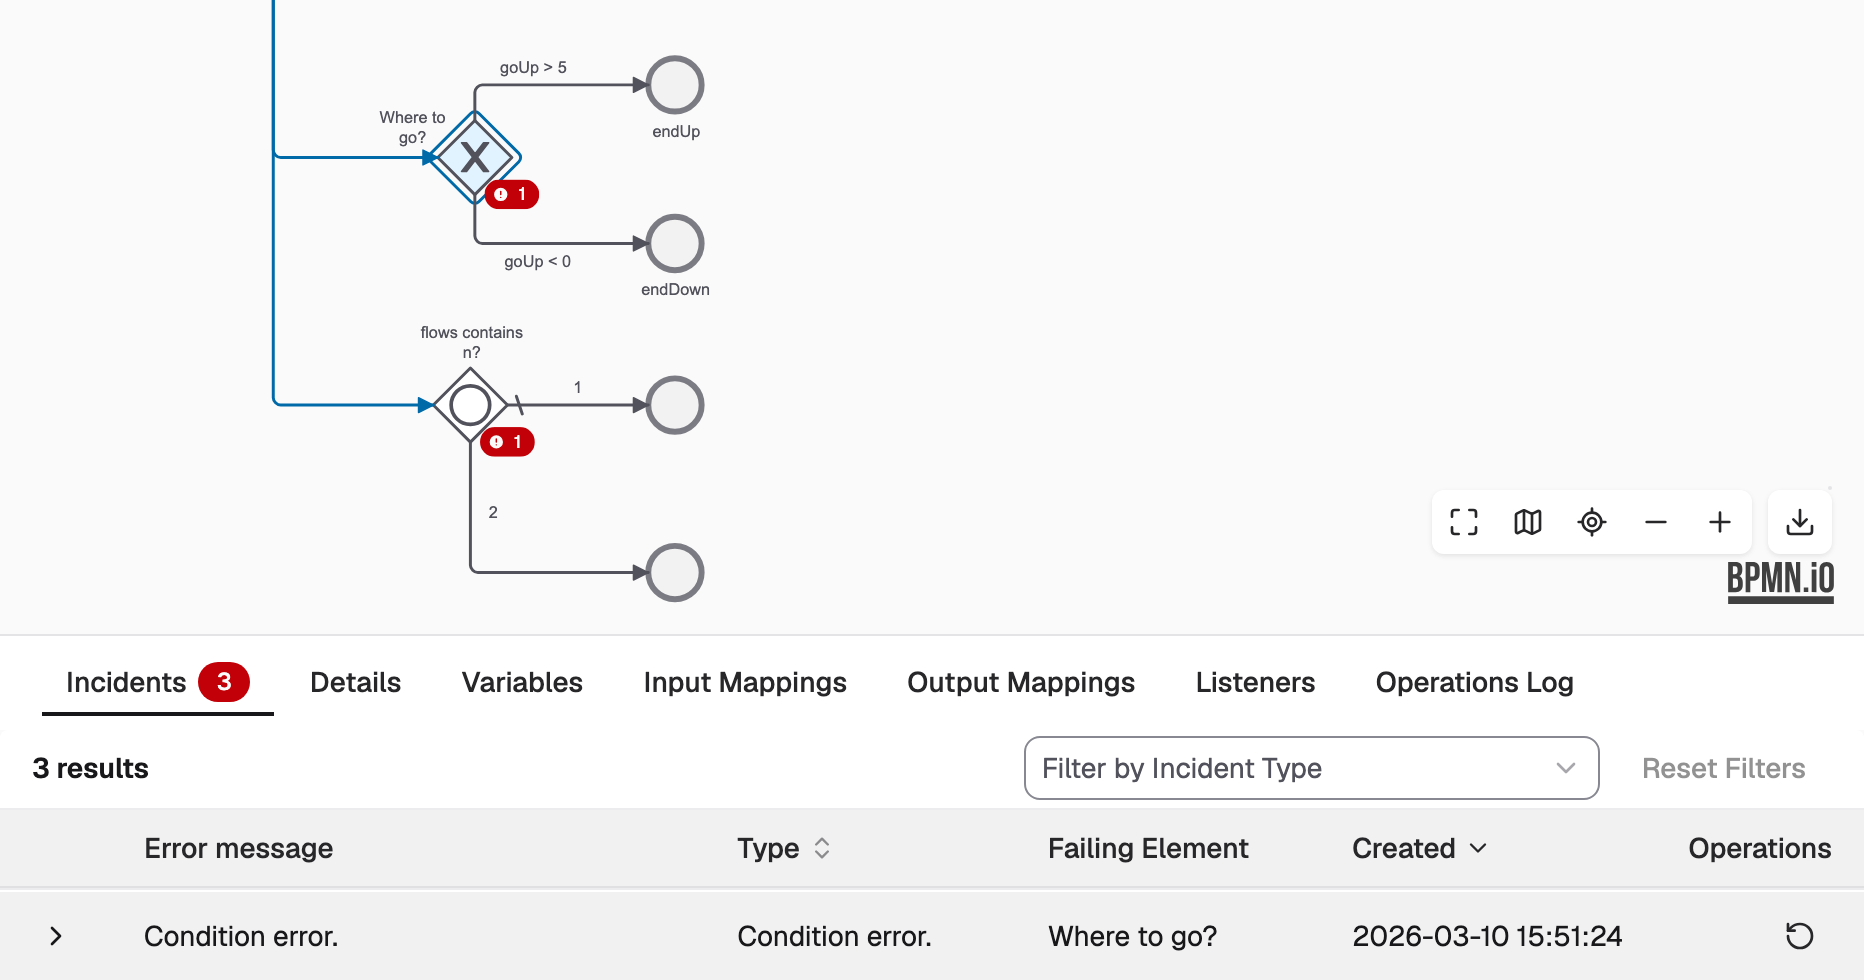 goUp > 5
endUp
Where to
go?
X
1
goUp < 0
endDown
flows contains
n?
1
1
2
BPMN.iO
Incidents 3 Details Variables Input Mappings Output Mappings Listeners Operations Log
3 results Filter by Incident Type Reset Filters
Error message Type Failing Element Created Operations
Condition error. Condition error. Where to go? 2026-03-10 15:51:24